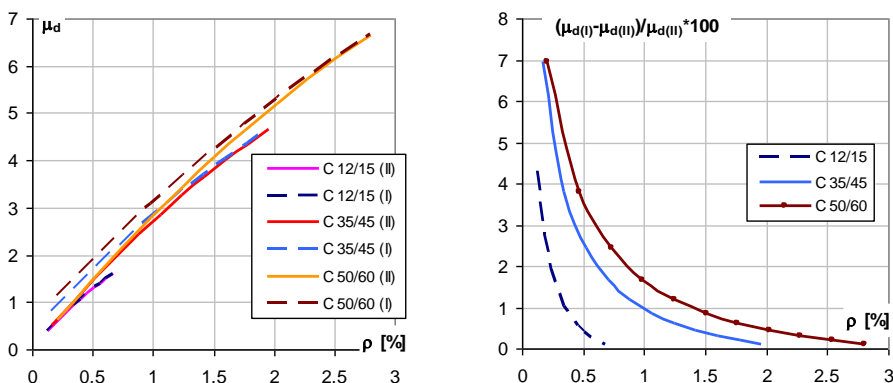 μd
7
6
5
4
3
2
1
0
0
0.5
1
1.5
2
2.5
3
ρ [%]
C 12/15 (II)
C 12/15 (I)
C 35/45 (II)
C 35/45 (I)
C 50/60 (II)
C 50/60 (I)
(μd(I)-μd(II))/μd(II)*100
8
7
6
5
4
3
2
1
0
0
0.5
1
1.5
2
2.5
3
ρ [%]
C 12/15
C 35/45
C 50/60